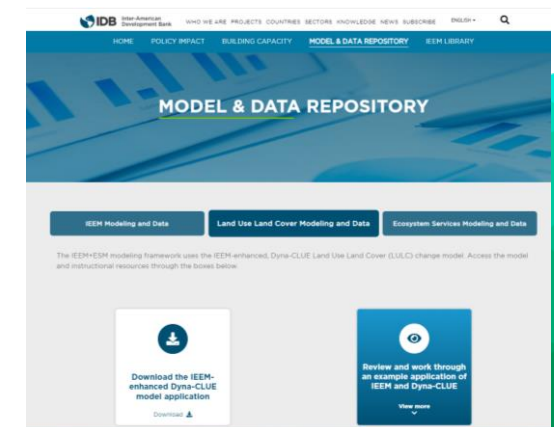 IDB Inter-American Development Bank WHO WE ARE PROJECTS COUNTRIES SECTORS KNOWLEDGE NEWS SUBSCRIBE ENGLISH
HOME POLICY IMPACT BUILDING CAPACITY MODEL & DATA REPOSITORY IEEM LIBRARY
MODEL & DATA REPOSITORY
IEEM Modeling and Data Land Use Land Cover Modeling and Data Ecosystem Services Modeling and Data
The IEEM+ESM modeling framework uses the IEEM-enhanced, Dyna-CLUE Land Use Land Cover (LULC) change model. Access the model
and instructional resources through the boxes below.
Download the IEEM-
enhanced Dyna-CLUE
model application
Download
Review and work through
an example application of
IEEM and Dyna-CLUE
View more